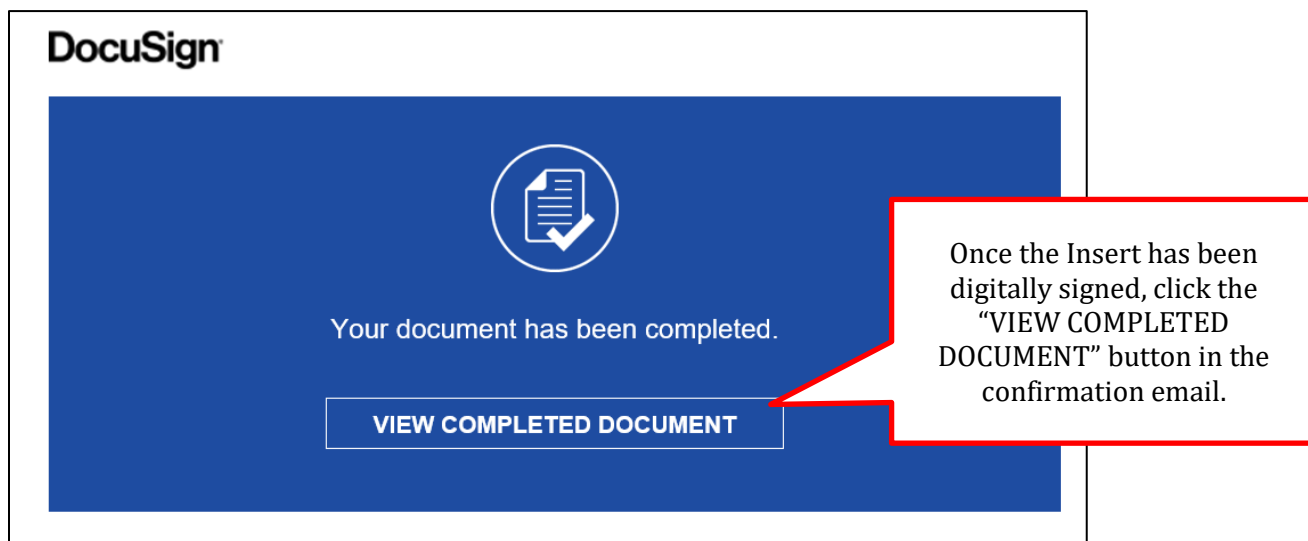 DocuSign
Your document has been completed.
VIEW COMPLETED DOCUMENT
Once the Insert has been
digitally signed, click the
“VIEW COMPLETED
DOCUMENT” button in the
confirmation email.